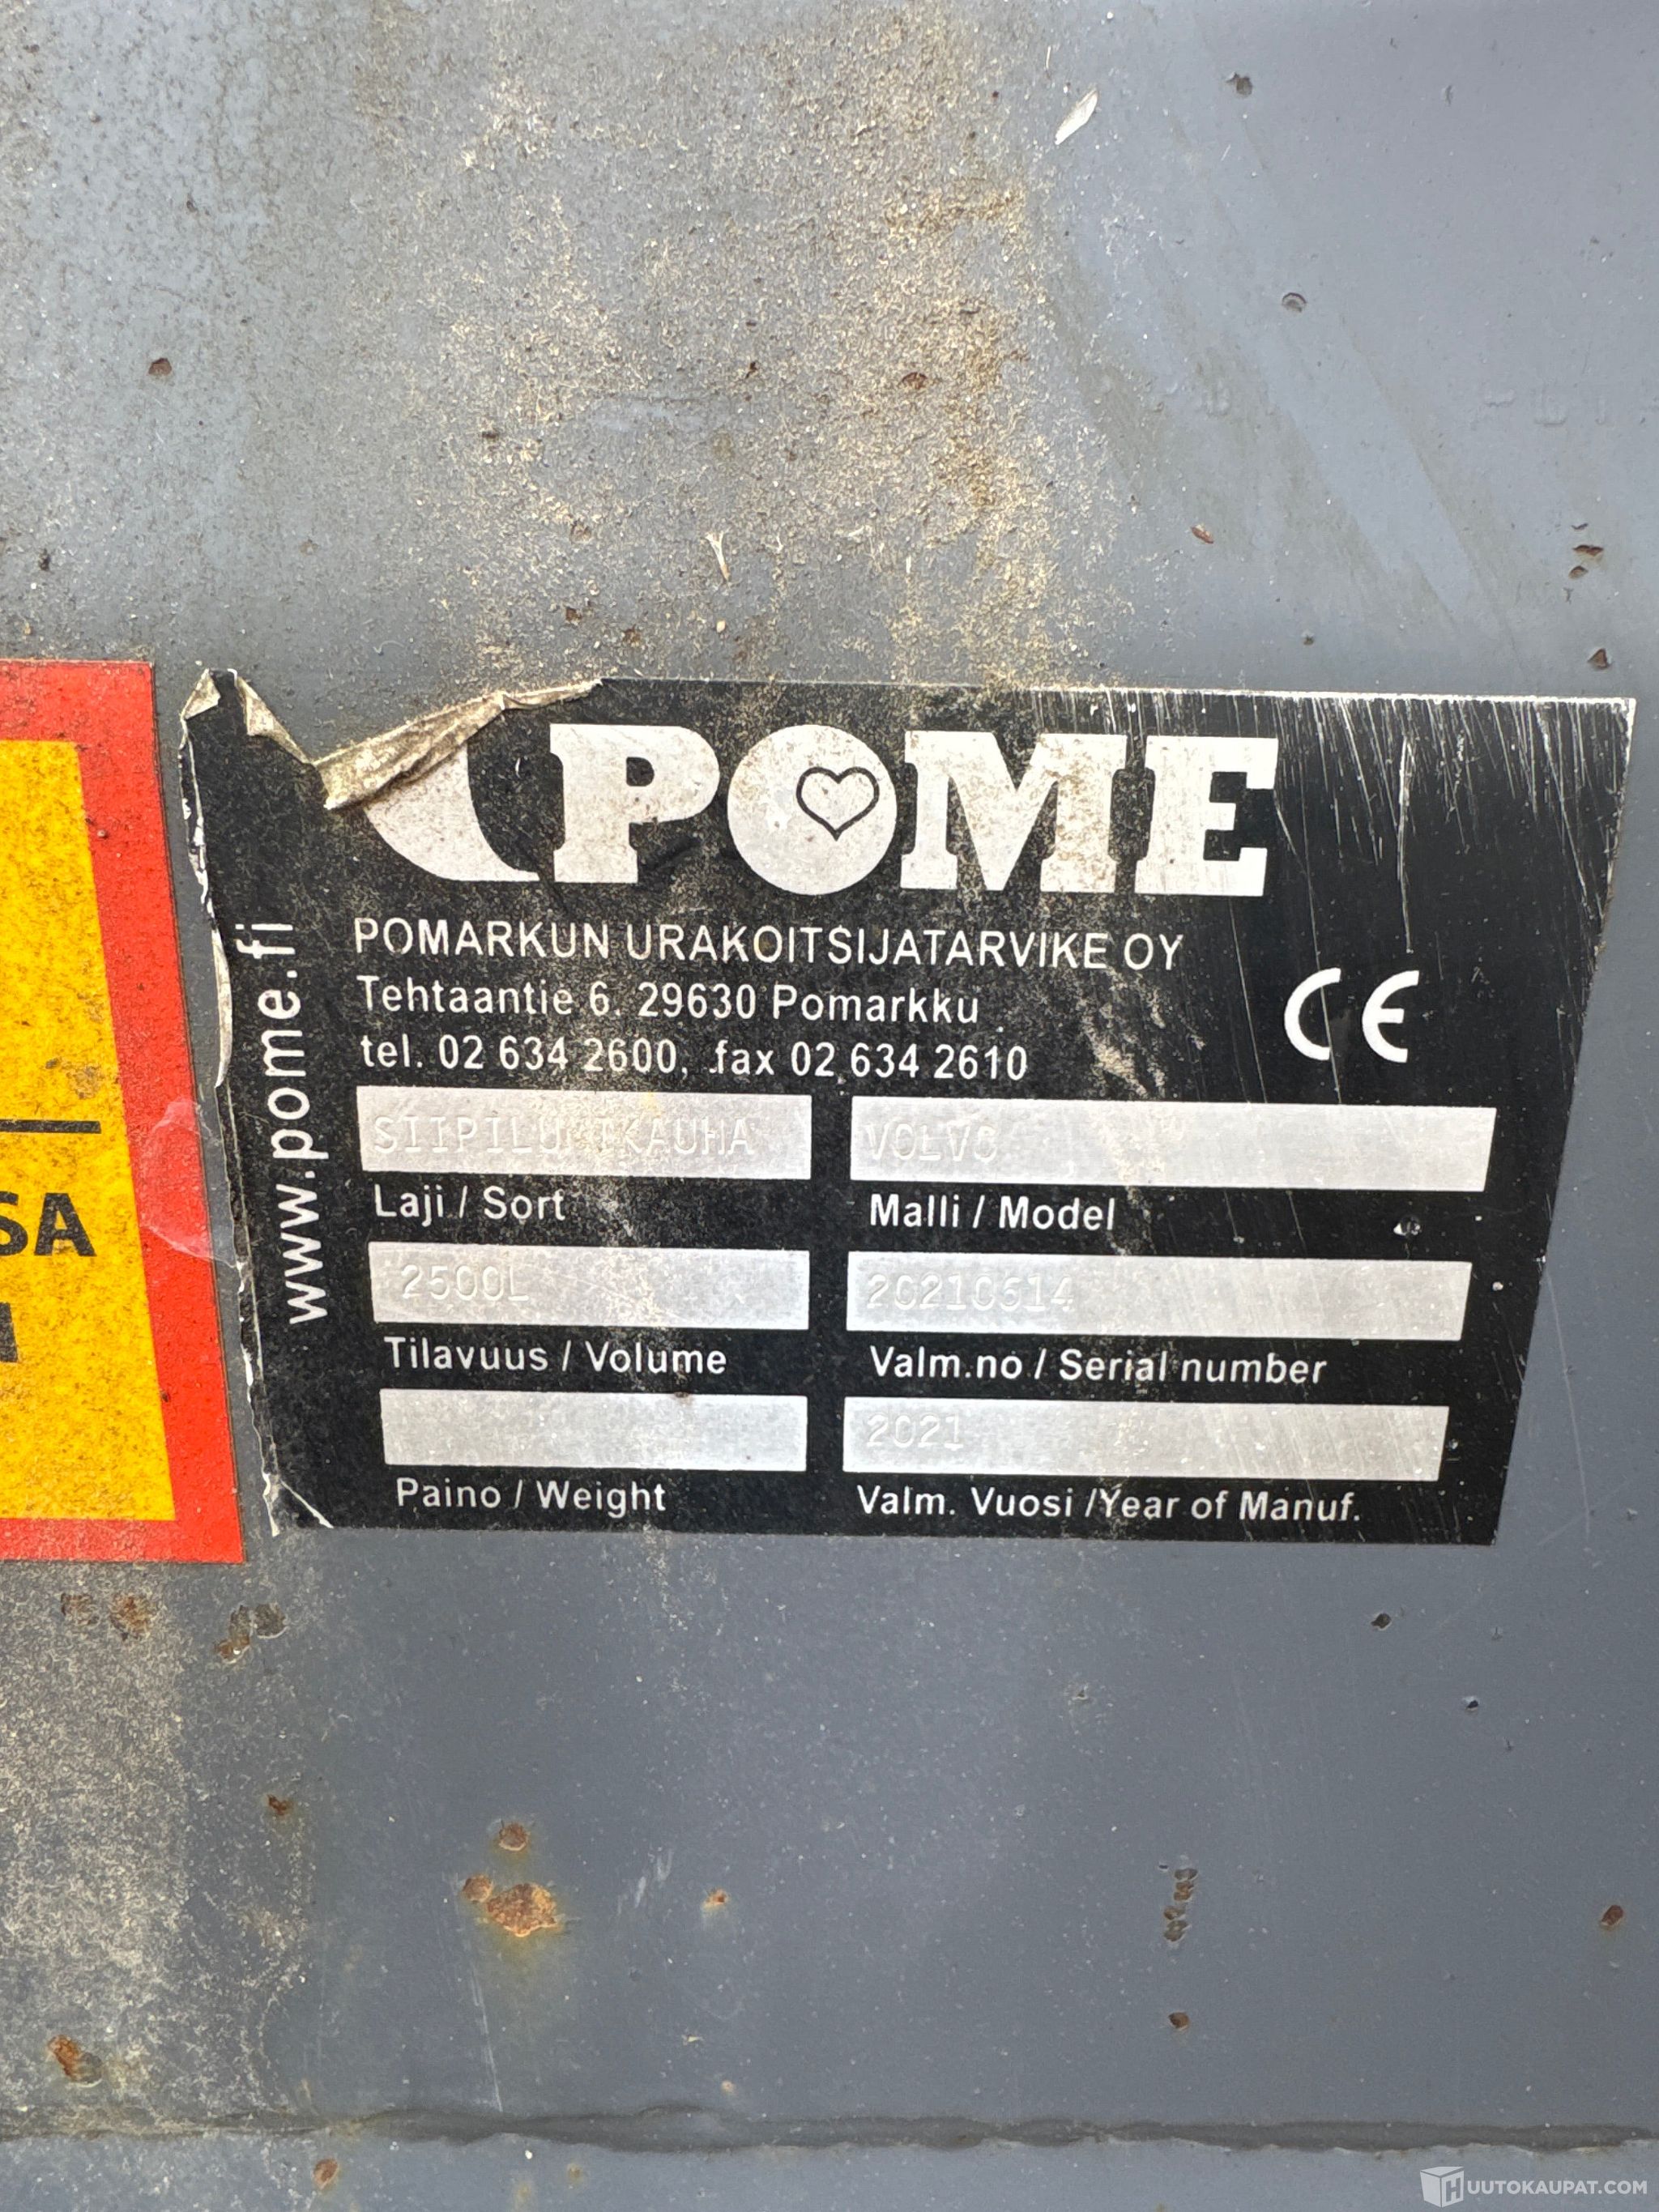 POME
POMARKUN URAKOITSIJATARVIKE OY
Tehtaantie 6. 29630 Pomarkku
tel. 02 634 2600, fax 02 634 2610
CE
www.pome.fi
VOLVO
Laji / Sort
Malli / Model
2500L
Tilavuus / Volume
Valm.no / Serial number
2021
Paino / Weight
Valm. Vuosi /Year of Manuf.
SA
HUUTOKAUPAT.COM